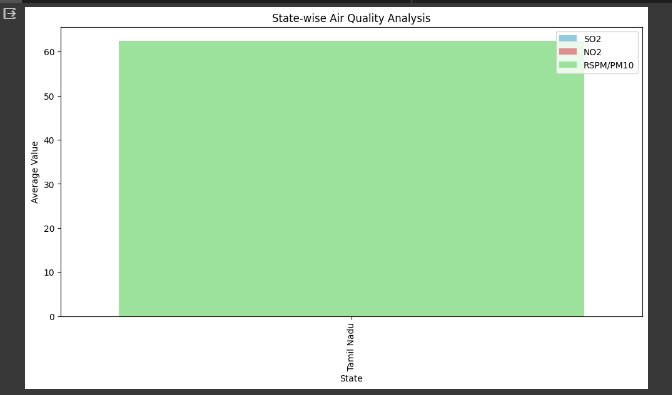 State-wise Air Quality Analysis
SO2
NO2
RSPM/PM10
60
50
40
30
20
10
0
Average Value
Tamil Nadu
State